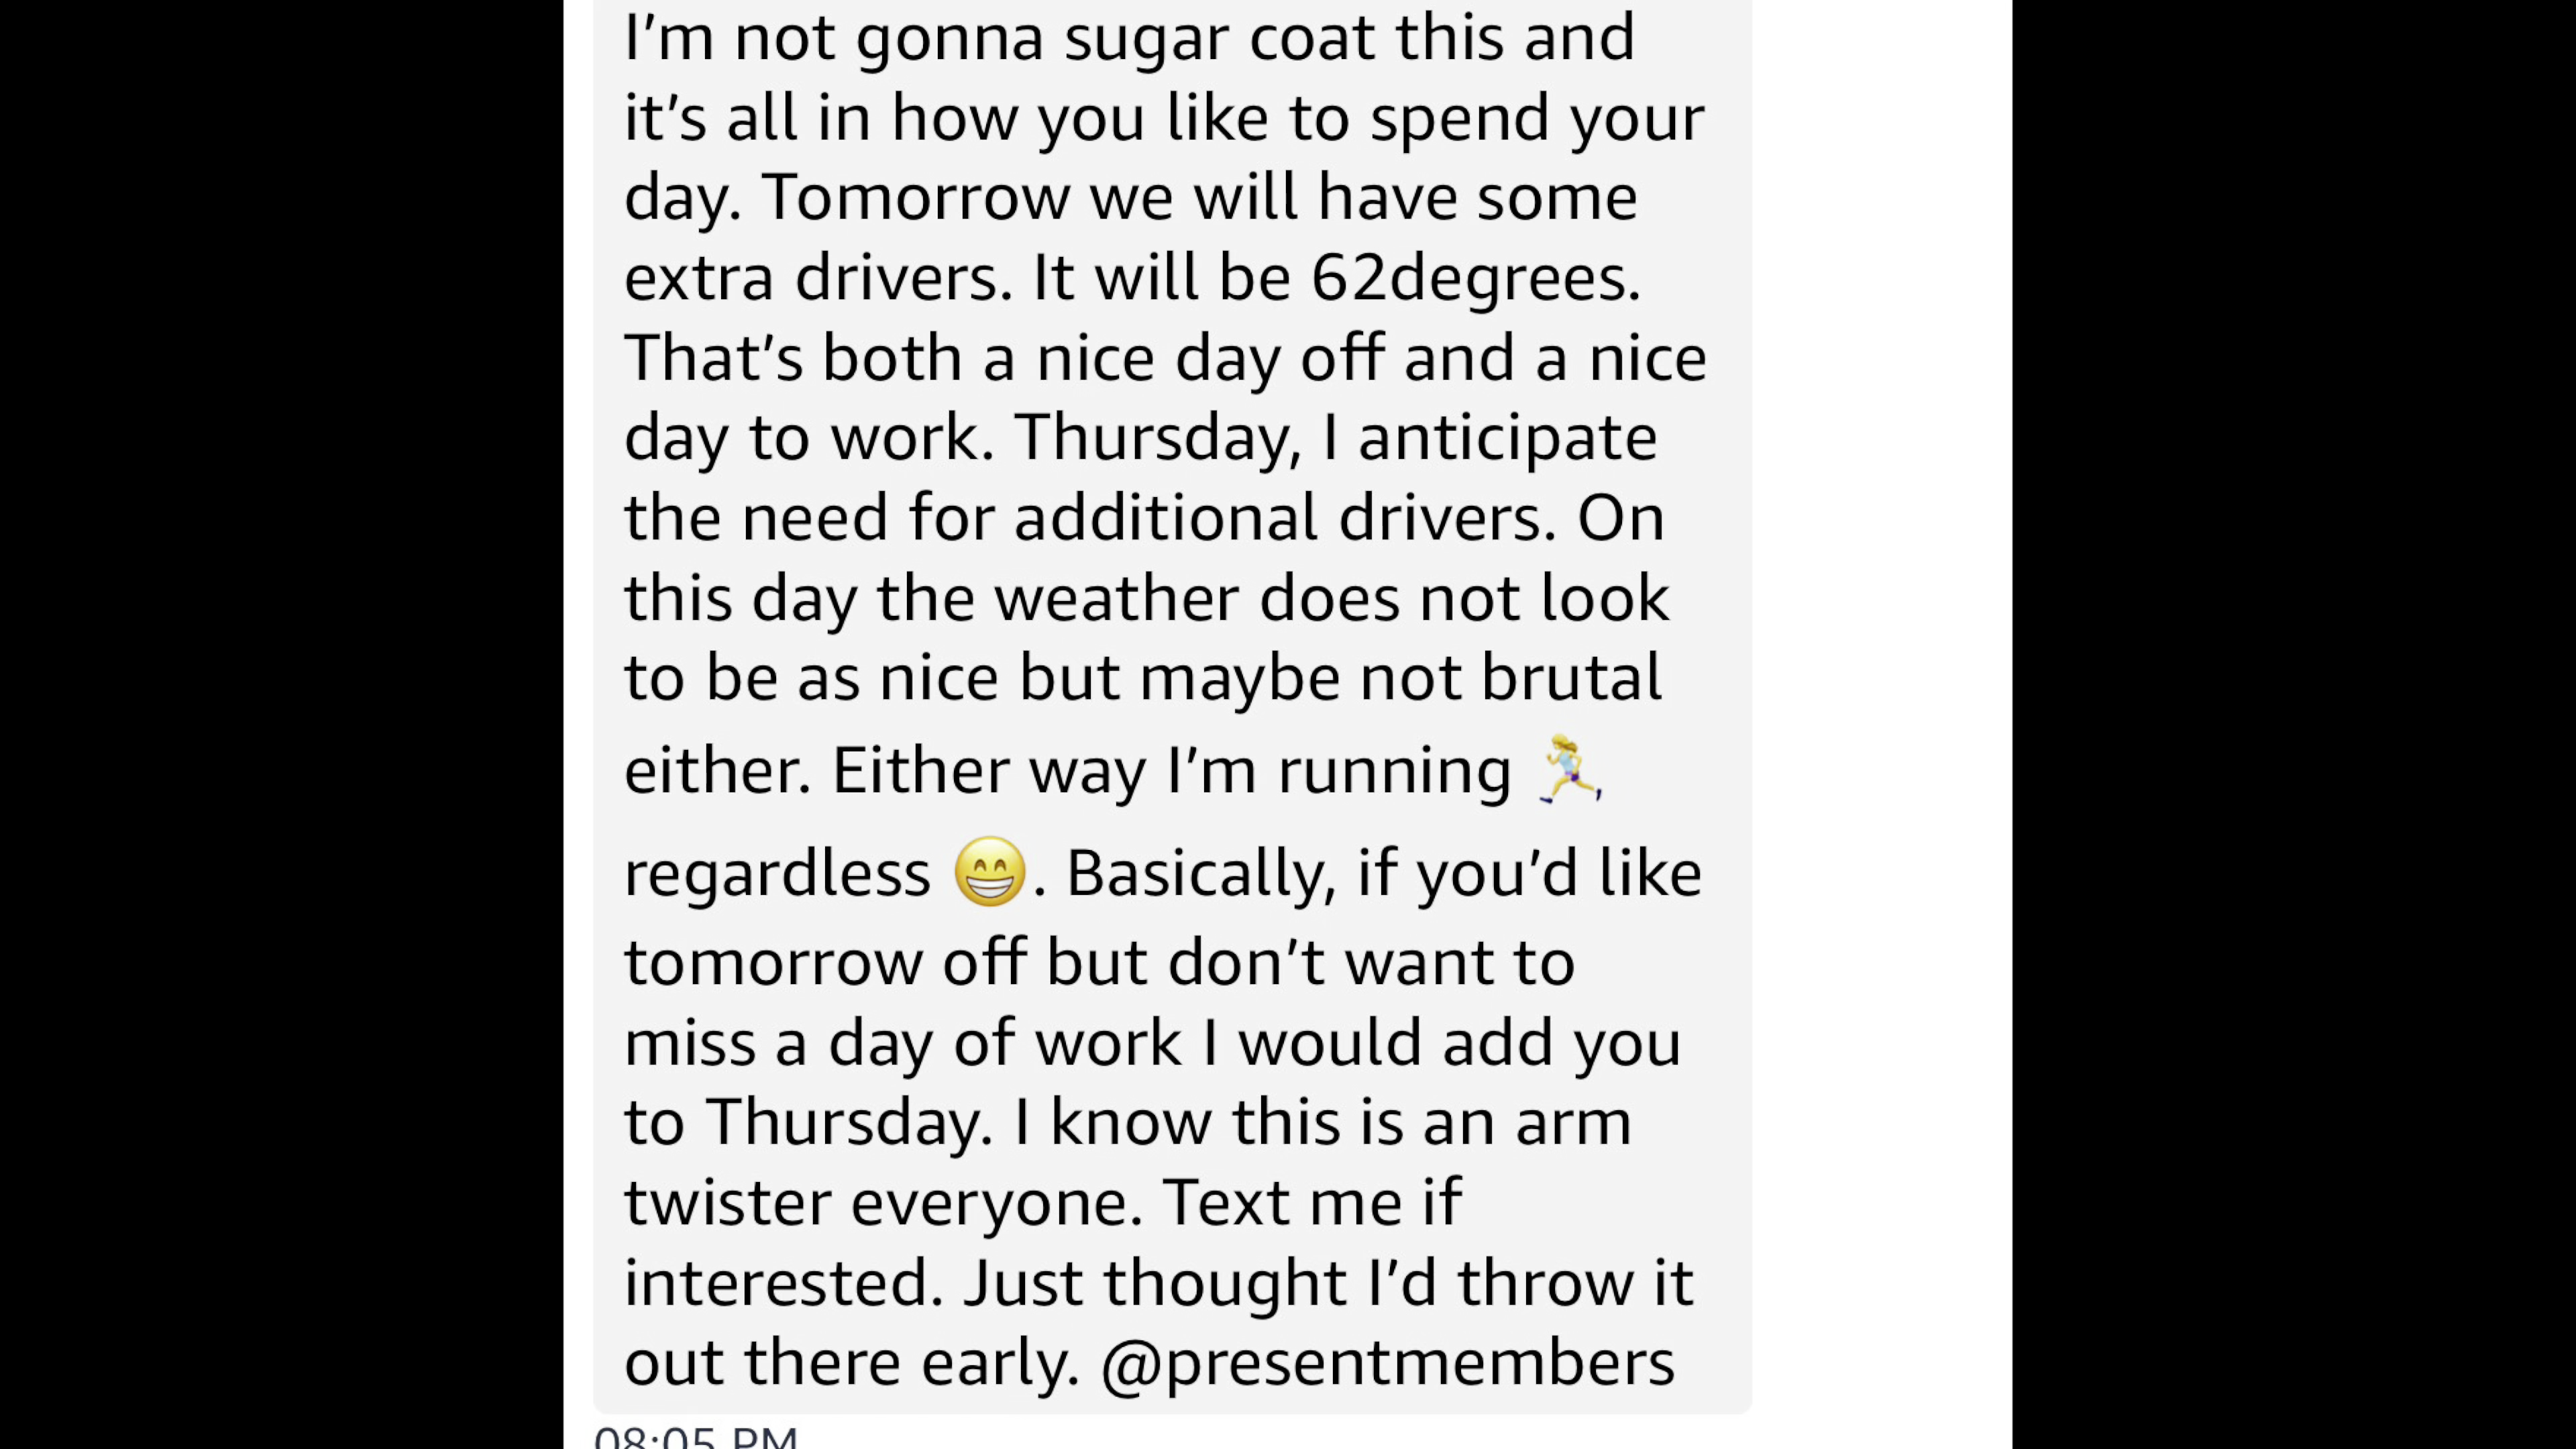 I’m not gonna sugar coat this and
it’s all in how you like to spend your
day. Tomorrow we will have some
extra drivers. It will be 62degrees.
That’s both a nice day off and a nice
day to work. Thursday, I anticipate
the need for additional drivers. On
this day the weather does not look
to be as nice but maybe not brutal
either. Either way I’m running 🏃‍♀️
regardless 😁. Basically, if you’d like
tomorrow off but don’t want to
miss a day of work I would add you
to Thursday. I know this is an arm
twister everyone. Text me if
interested. Just thought I’d throw it
out there early. @presentmembers
08:05 PM